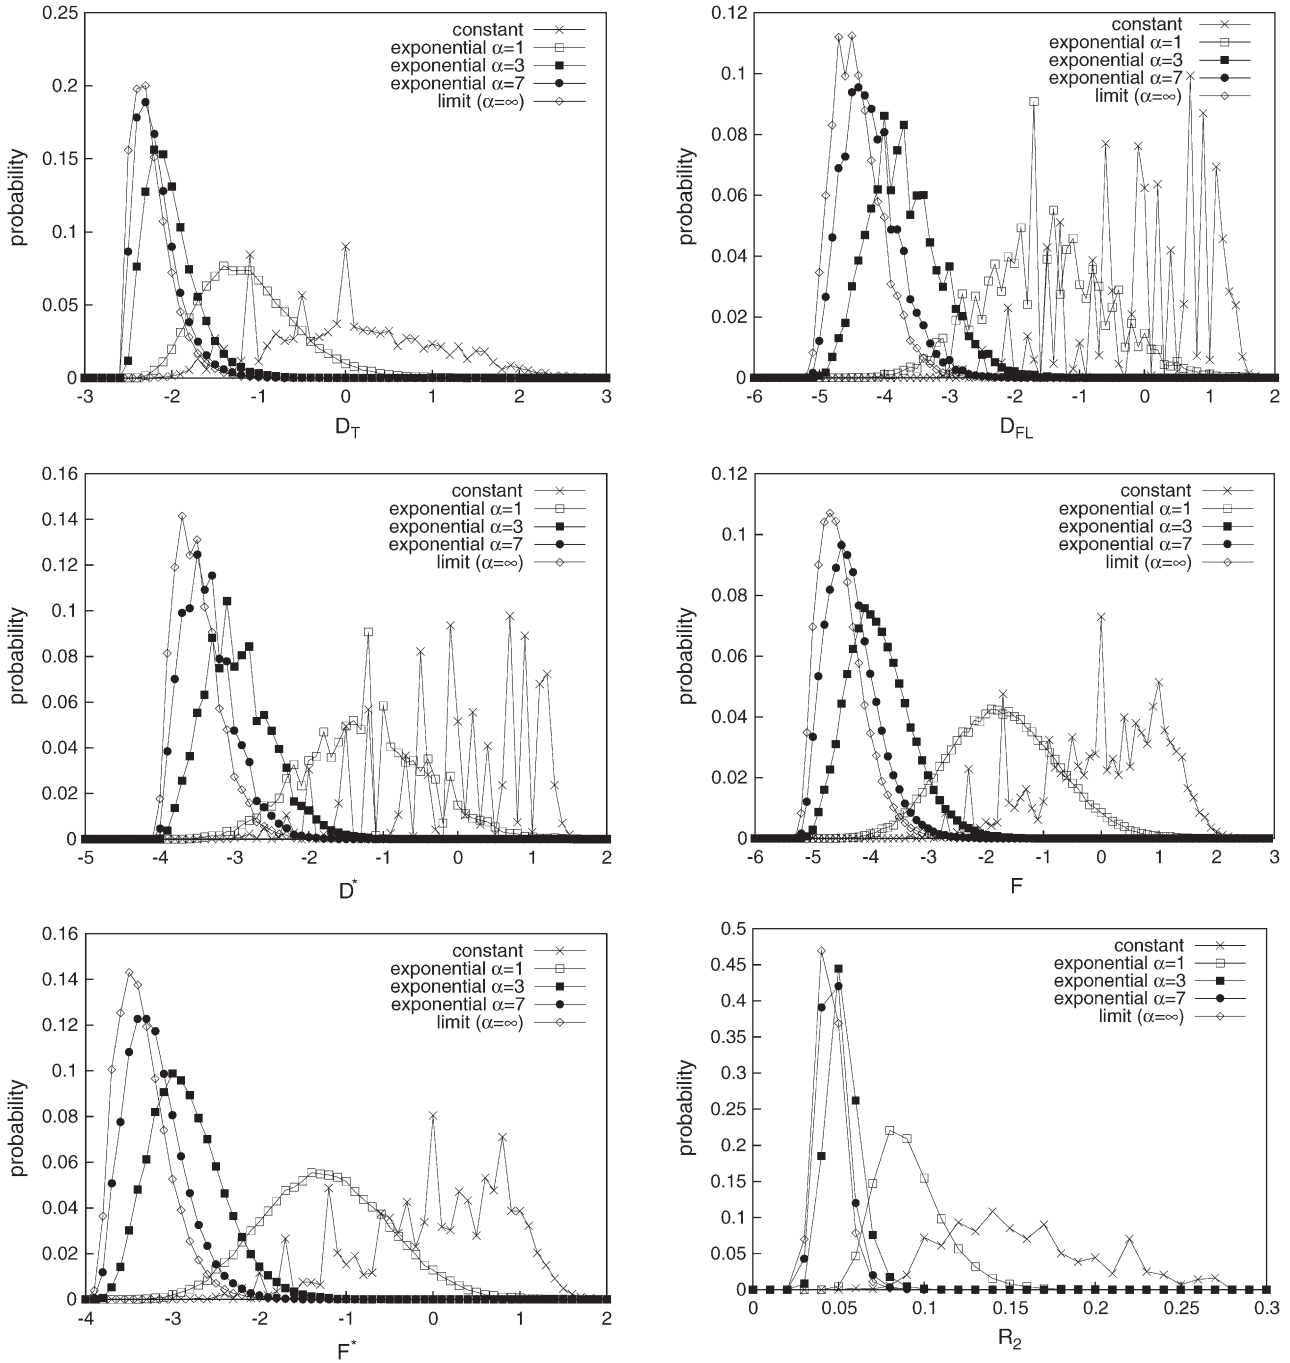 0.25
0.2
0.15
0.1
0.05
0
probability
-3 -2 -1 0 1 2 3
D_T
constant
exponential α=1
exponential α=3
exponential α=7
limit (α=∞)
0.12
0.1
0.08
0.06
0.04
0.02
0
probability
-6 -5 -4 -3 -2 -1 0 1 2
D_FL
constant
exponential α=1
exponential α=3
exponential α=7
limit (α=∞)
0.16
0.14
0.12
0.1
0.08
0.06
0.04
0.02
0
probability
-5 -4 -3 -2 -1 0 1 2
D*
constant
exponential α=1
exponential α=3
exponential α=7
limit (α=∞)
0.12
0.1
0.08
0.06
0.04
0.02
0
probability
-6 -5 -4 -3 -2 -1 0 1 2 3
F
constant
exponential α=1
exponential α=3
exponential α=7
limit (α=∞)
0.16
0.14
0.12
0.1
0.08
0.06
0.04
0.02
0
probability
-4 -3 -2 -1 0 1 2
F*
constant
exponential α=1
exponential α=3
exponential α=7
limit (α=∞)
0.5
0.45
0.4
0.35
0.3
0.25
0.2
0.15
0.1
0.05
0
probability
0 0.05 0.1 0.15 0.2 0.25 0.3
R₂
constant
exponential α=1
exponential α=3
exponential α=7
limit (α=∞)